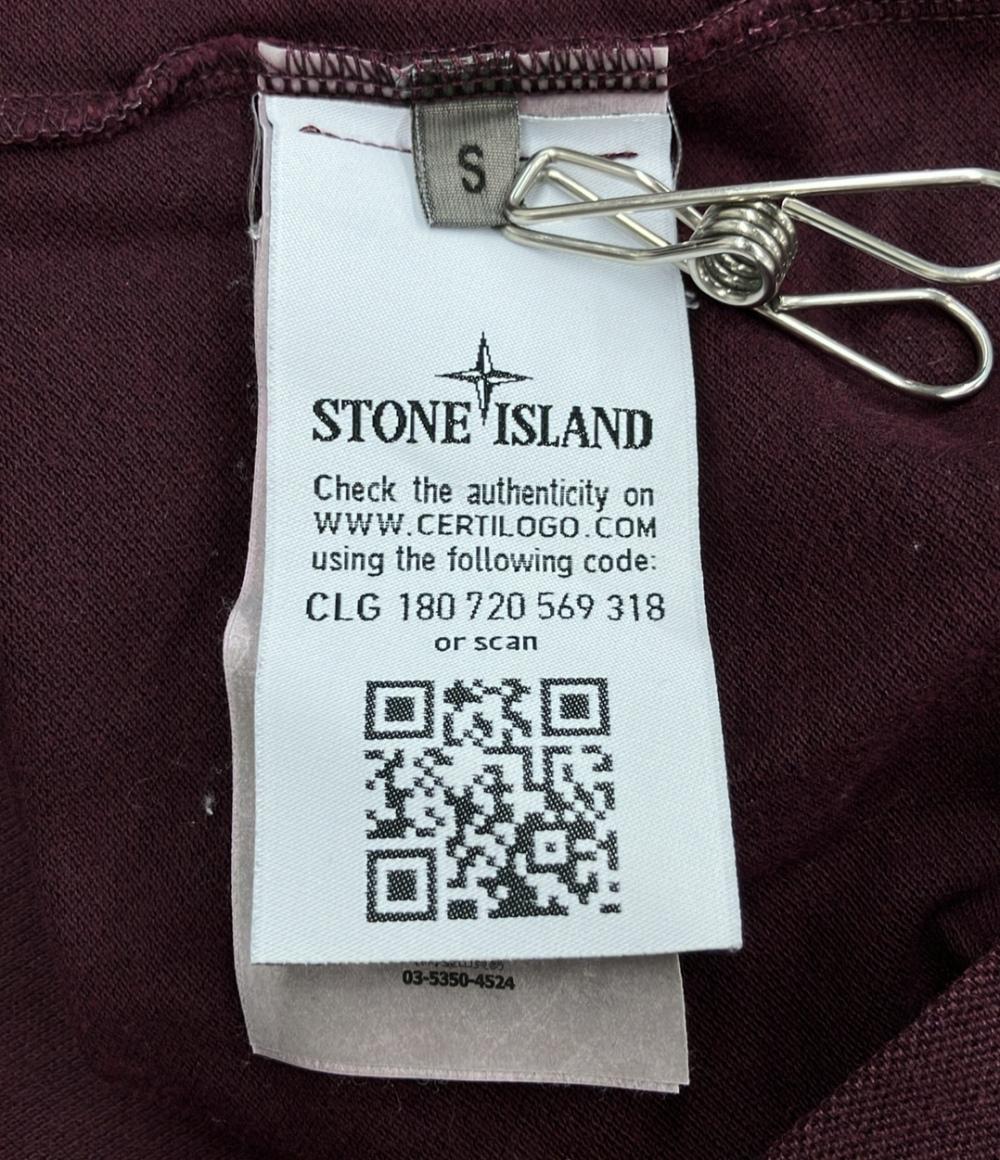 S
STONE ISLAND
Check the authenticity on
WWW.CERTILOGO.COM
using the following code:
CLG 180 720 569 318
or scan
03-5350-4524